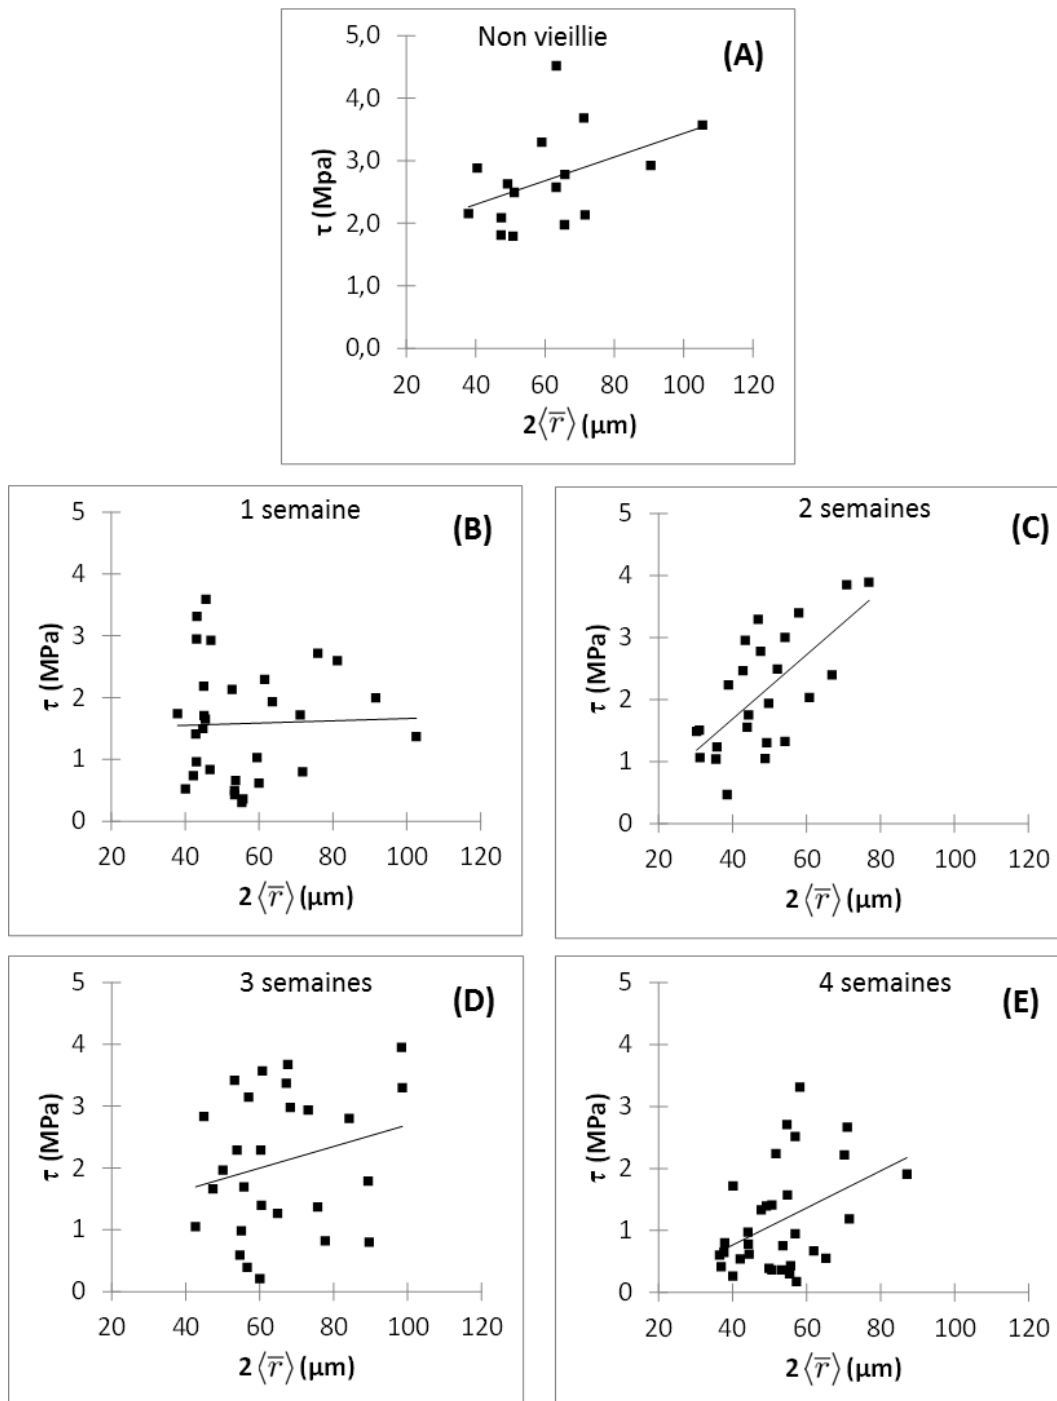 Non vieillie
(A)
5,0
4,0
3,0
2,0
1,0
0,0
τ (Mpa)
20 40 60 80 100 120
2⟨r̅⟩ (µm)
1 semaine
(B)
5
4
3
2
1
0
τ (MPa)
20 40 60 80 100 120
2⟨r̅⟩ (µm)
2 semaines
(C)
5
4
3
2
1
0
τ (MPa)
20 40 60 80 100 120
2⟨r̅⟩ (µm)
3 semaines
(D)
5
4
3
2
1
0
τ (MPa)
20 40 60 80 100 120
2⟨r̅⟩ (µm)
4 semaines
(E)
5
4
3
2
1
0
τ (MPa)
20 40 60 80 100 120
2⟨r̅⟩ (µm)